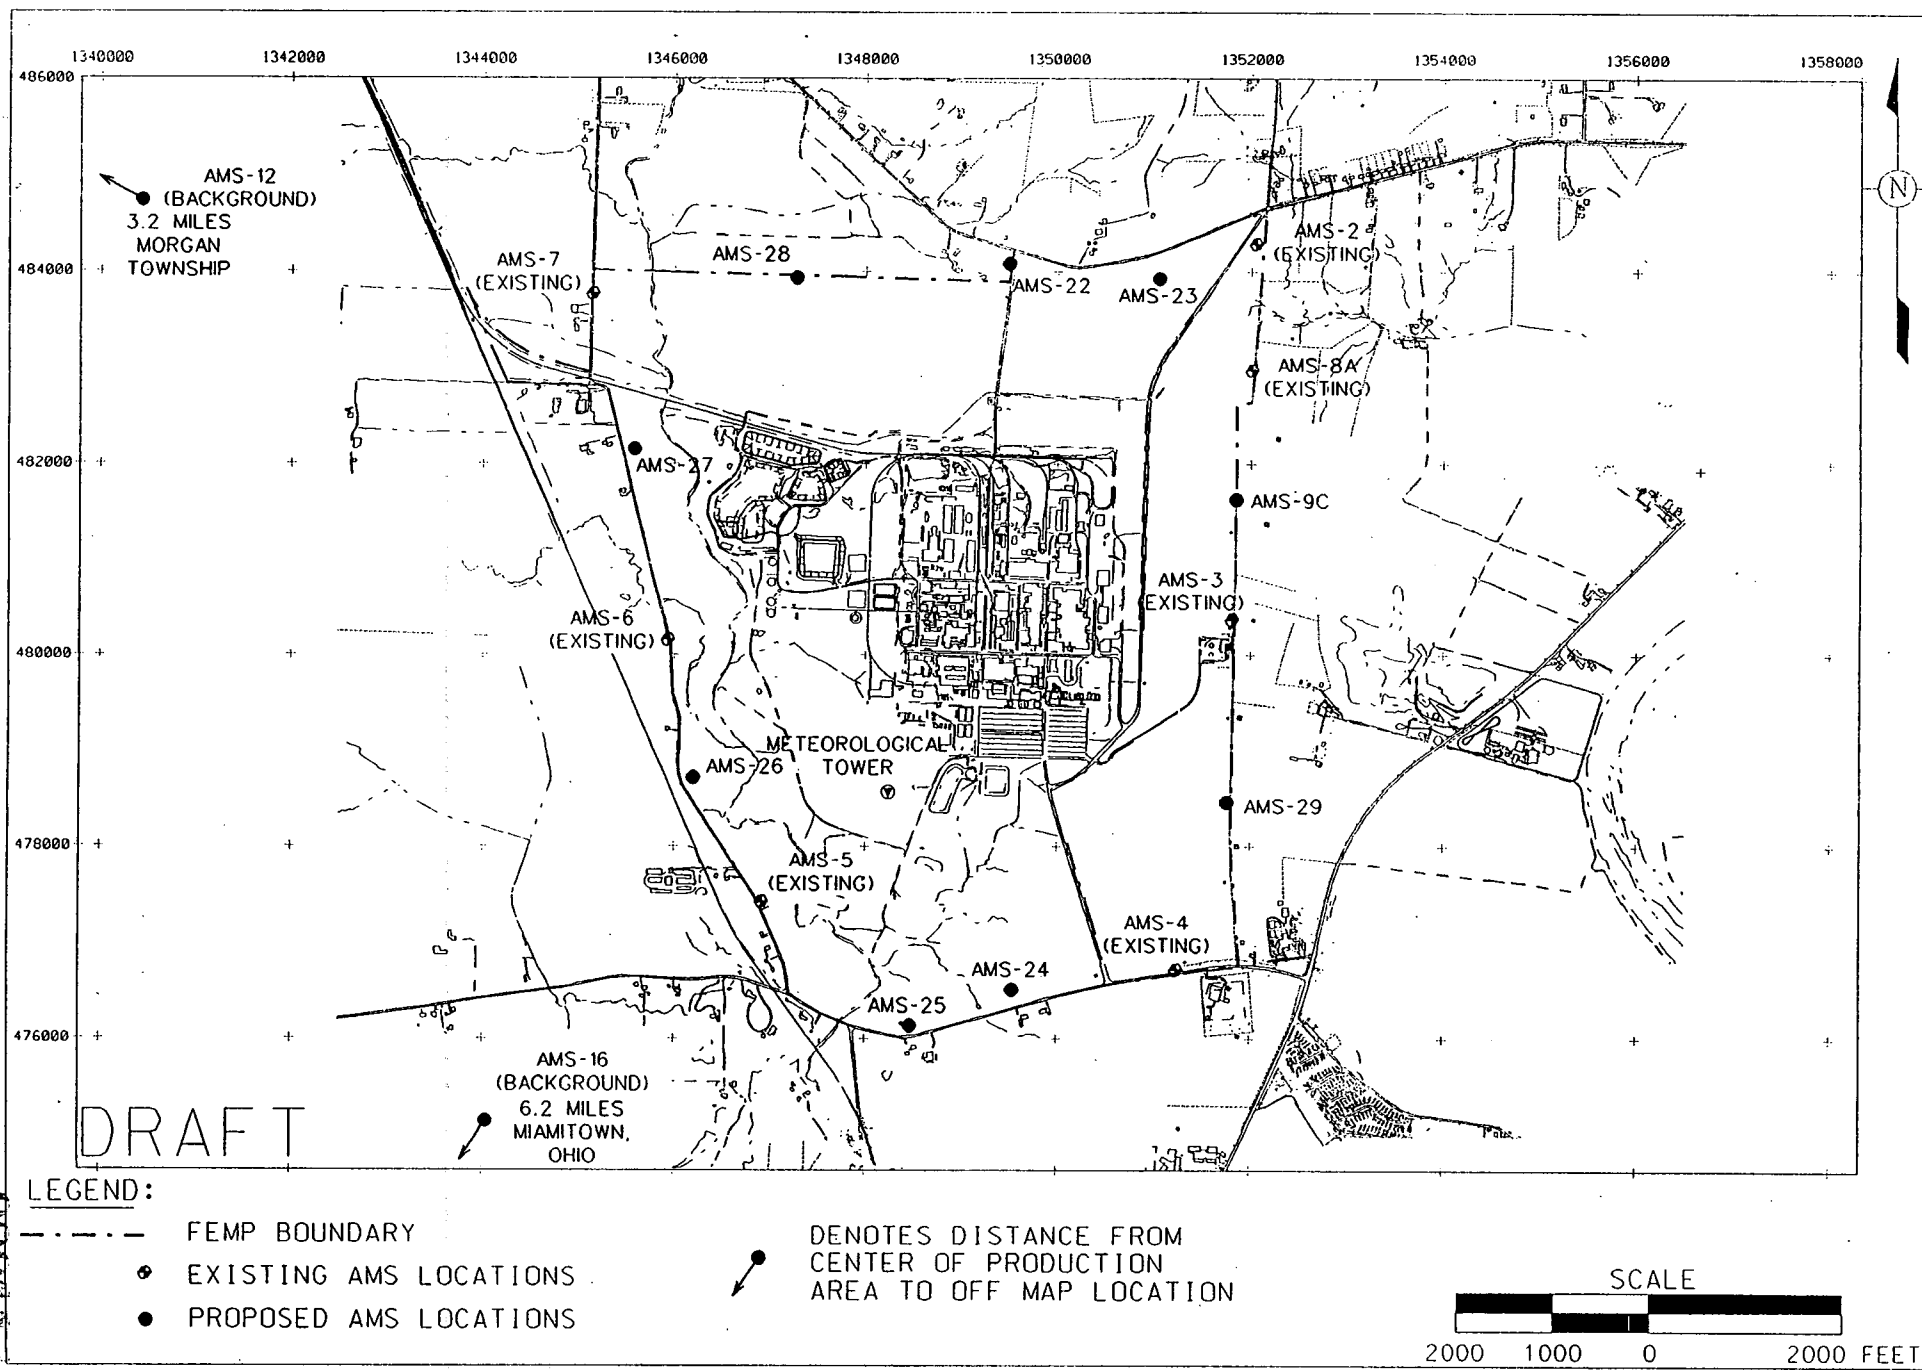 1340000 1342000 1344000 1346000 1348000 1350000 1352000 1354000 1356000 1358000
486000
AMS-12
(BACKGROUND)
3.2 MILES
MORGAN
TOWNSHIP
N
AMS-7
(EXISTING)
AMS-28
AMS-22
AMS-23
AMS-2
(EXISTING)
484000
AMS-8A
(EXISTING)
482000
AMS-27
AMS-9C
AMS-3
(EXISTING)
AMS-6
(EXISTING)
480000
METEOROLOGICAL
TOWER
AMS-26
AMS-29
478000
AMS-5
(EXISTING)
AMS-4
(EXISTING)
AMS-24
AMS-25
476000
AMS-16
(BACKGROUND)
6.2 MILES
MIAMITOWN,
OHIO
DRAFT
LEGEND:
FEMP BOUNDARY
EXISTING AMS LOCATIONS
PROPOSED AMS LOCATIONS
DENOTES DISTANCE FROM
CENTER OF PRODUCTION
AREA TO OFF MAP LOCATION
SCALE
2000 1000 0 2000 FEET